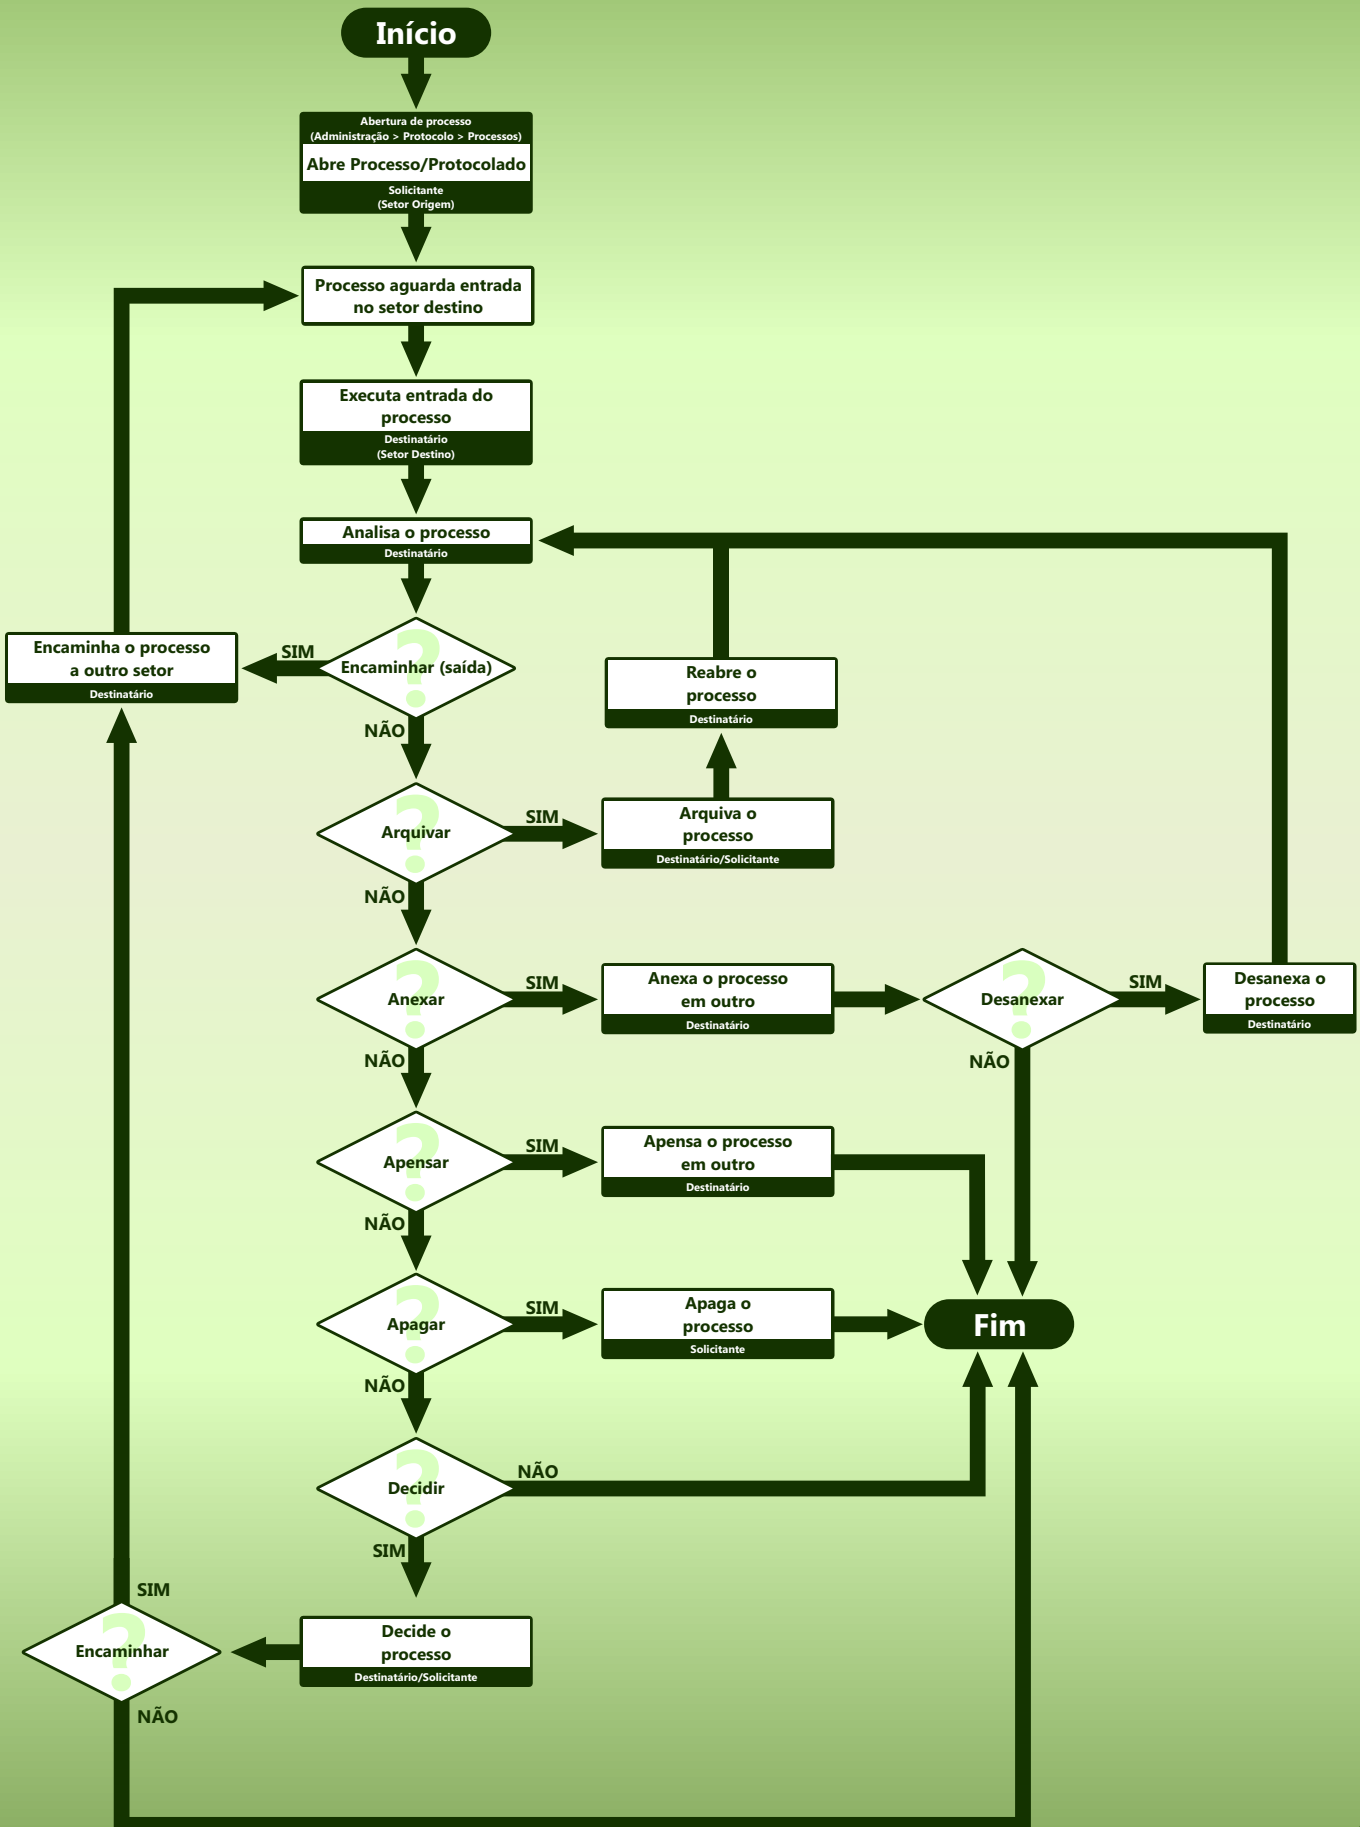 Início
Abertura de processo
(Administração > Protocolo > Processos)
Abre Processo/Protocolado
Solicitante
(Setor Origem)
Processo aguarda entrada
no setor destino
Executa entrada do
processo
Destinatário
(Setor Destino)
Analisa o processo
Destinatário
?
Encaminhar (saída)
SIM
Encaminha o processo
a outro setor
Destinatário
NÃO
Reabre o
processo
Destinatário
?
Arquivar
SIM
Arquiva o
processo
Destinatário/Solicitante
NÃO
?
Anexar
SIM
Anexa o processo
em outro
Destinatário
?
Desanexar
SIM
Desanexa o
processo
Destinatário
NÃO
NÃO
?
Apensar
SIM
Apensa o processo
em outro
Destinatário
NÃO
?
Apagar
SIM
Apaga o
processo
Solicitante
Fim
NÃO
?
Decidir
NÃO
SIM
Decide o
processo
Destinatário/Solicitante
SIM
?
Encaminhar
NÃO